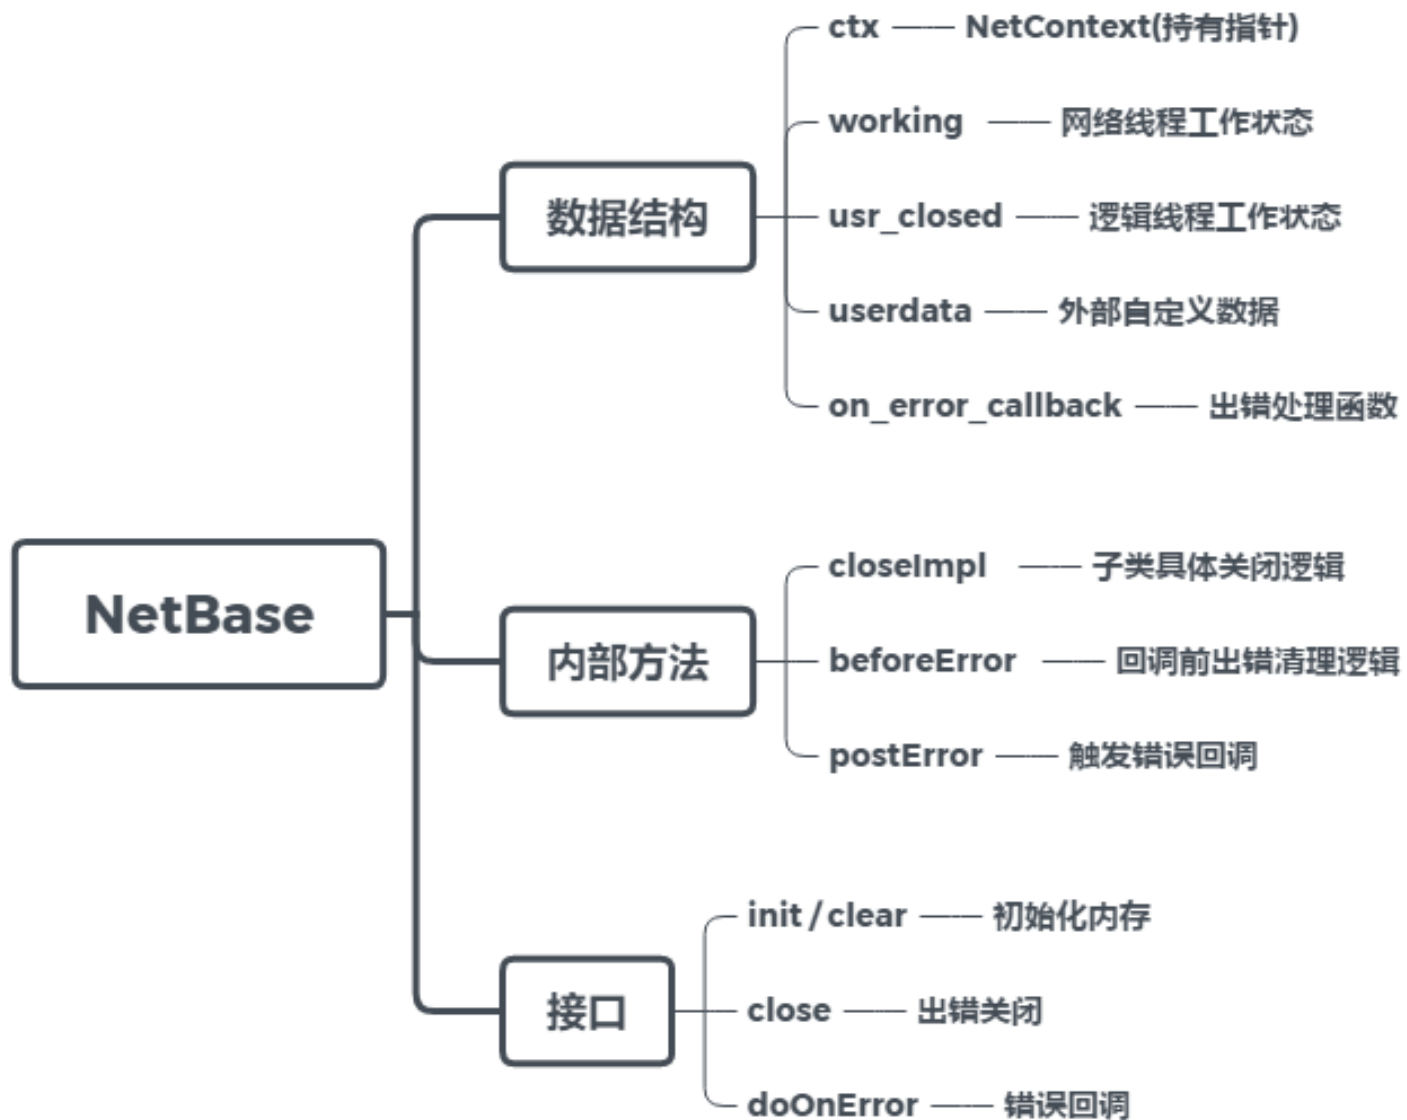 NetBase
数据结构
ctx NetContext(持有指针)
working 网络线程工作状态
usr_closed 逻辑线程工作状态
userdata 外部自定义数据
on_error_callback 出错处理函数
内部方法
closeImpl 子类具体关闭逻辑
beforeError 回调前出错清理逻辑
postError 触发错误回调
接口
init/clear 初始化内存
close 出错关闭
doOnError 错误回调